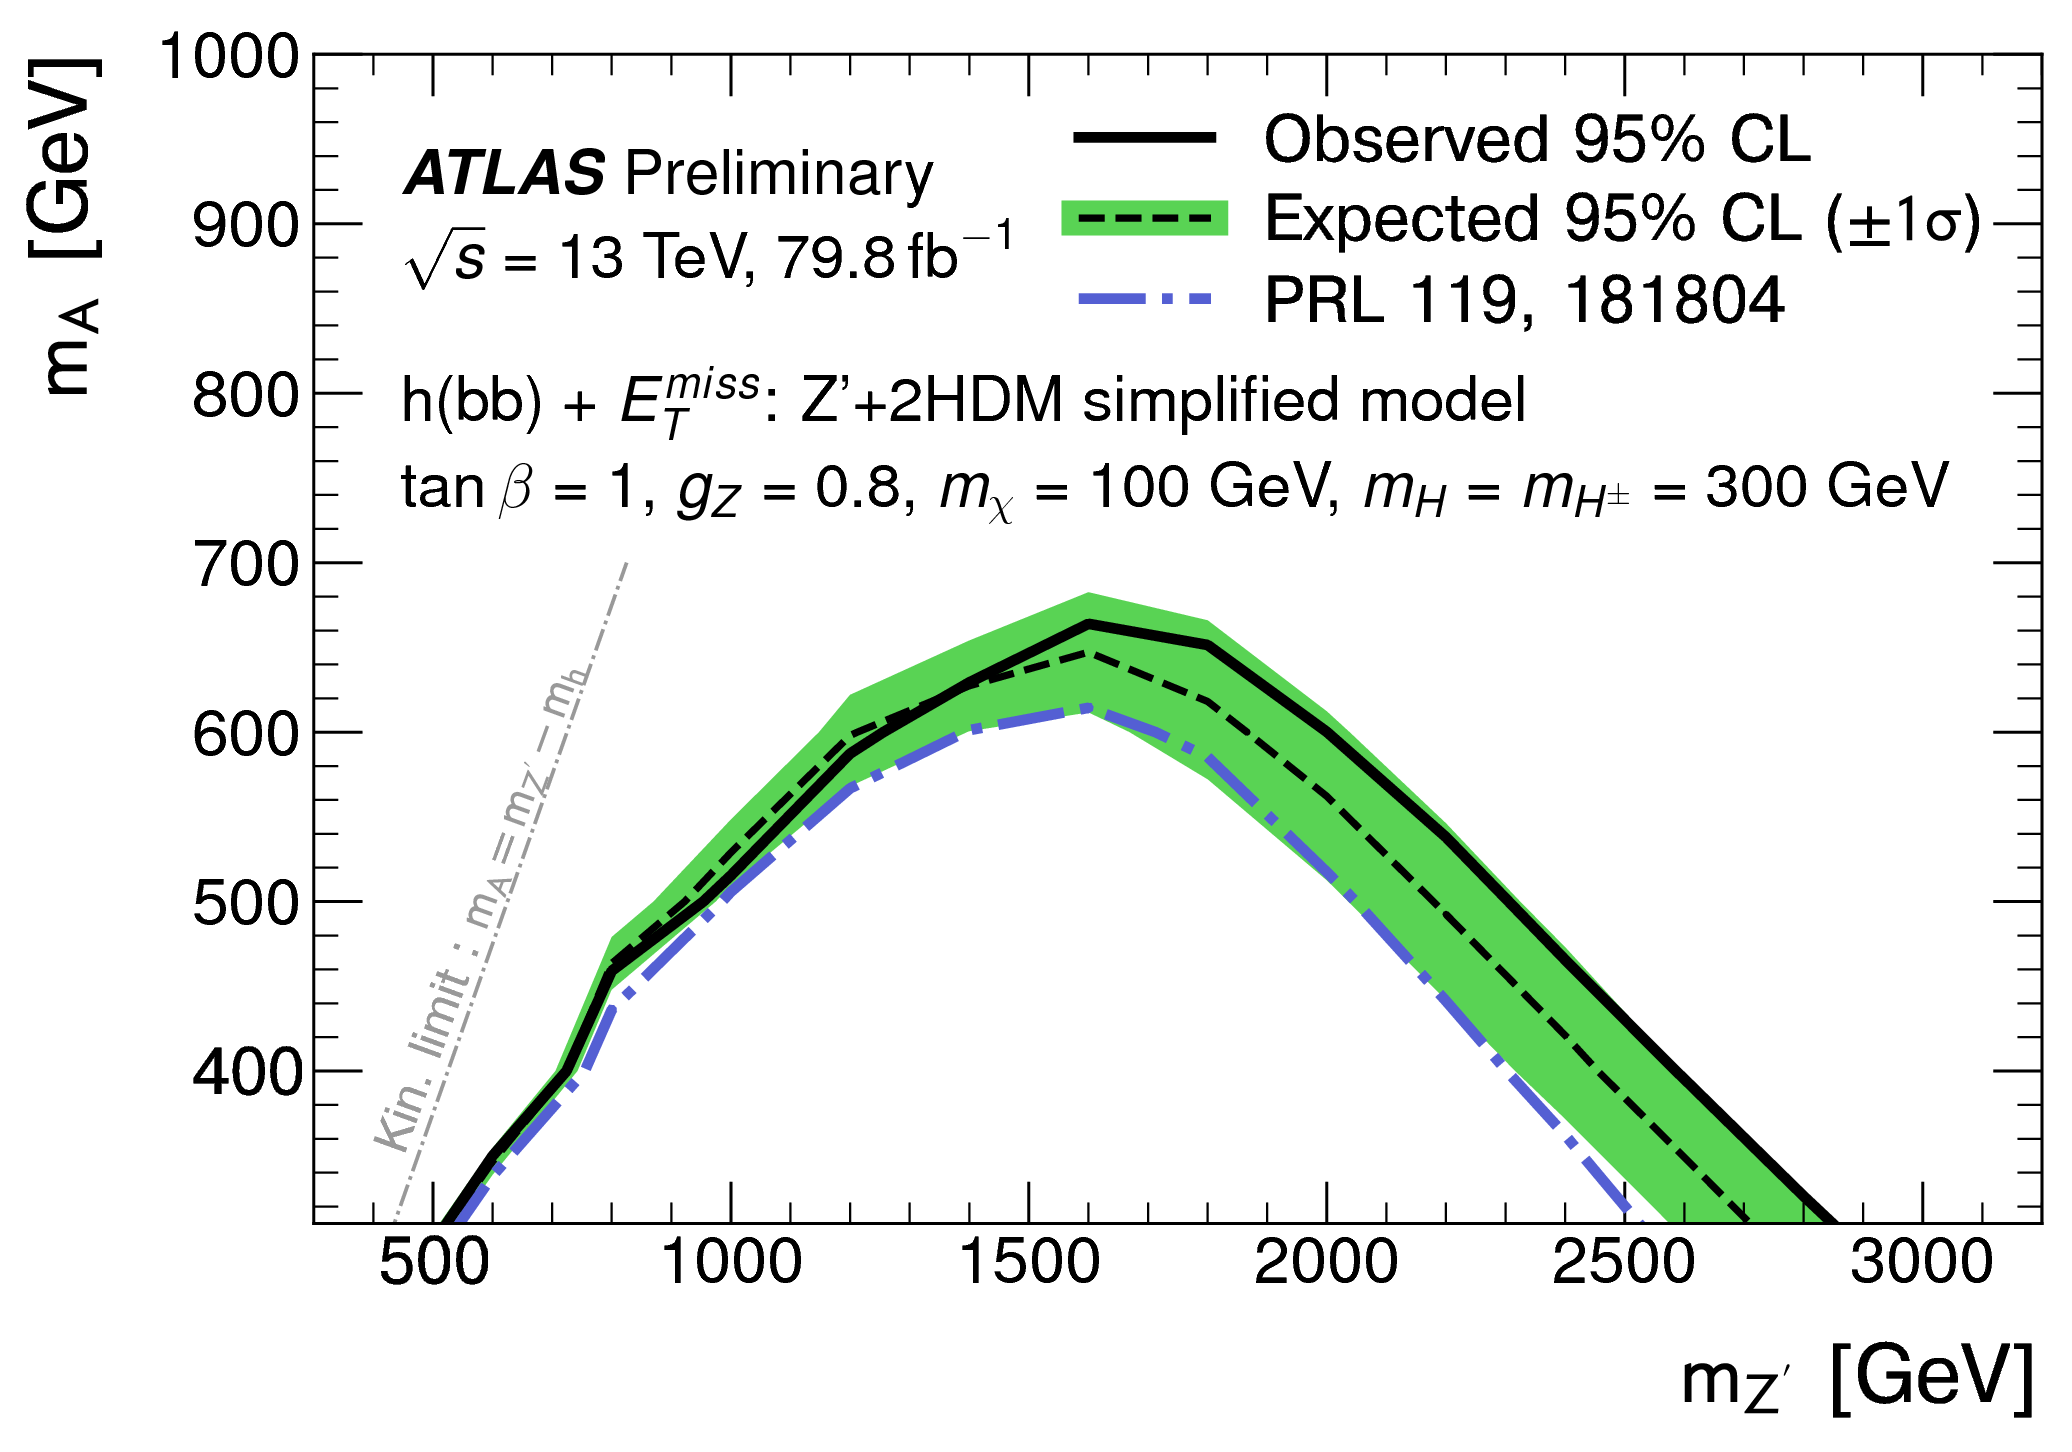 m_A [GeV]
1000
900
800
700
600
500
400
ATLAS Preliminary
√s = 13 TeV, 79.8 fb⁻¹
Observed 95% CL
Expected 95% CL (±1σ)
PRL 119, 181804
h(bb) + E_T^miss: Z’+2HDM simplified model
tan β = 1, g_Z = 0.8, m_χ = 100 GeV, m_H = m_H± = 300 GeV
Kin. limit : m_A = m_Z′ − m_h
500 1000 1500 2000 2500 3000
m_Z′ [GeV]